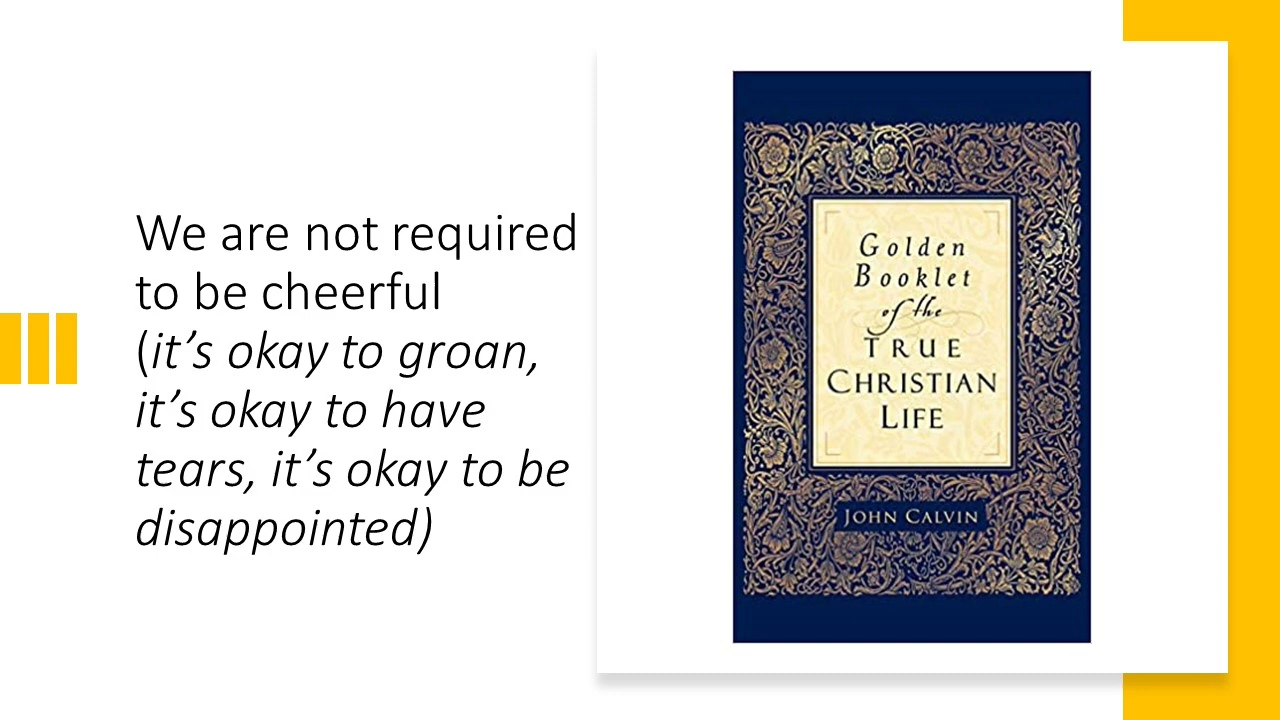 We are not required
to be cheerful
(it’s okay to groan,
it’s okay to have
tears, it’s okay to be
disappointed)
Golden
Booklet
of the
TRUE
CHRISTIAN
LIFE
JOHN CALVIN